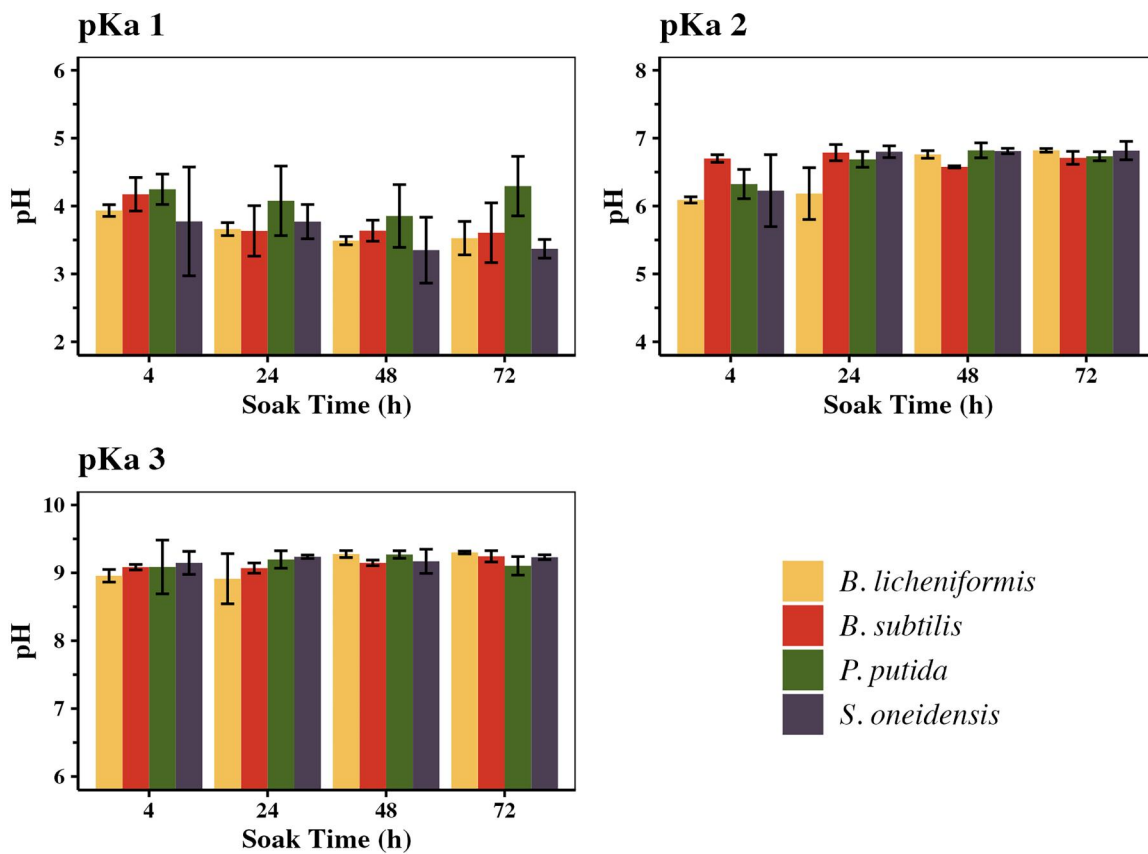 pKa 1
6
5
4
3
2
pH
4 24 48 72
Soak Time (h)
pKa 2
8
7
6
5
4
pH
4 24 48 72
Soak Time (h)
pKa 3
10
9
8
7
6
pH
4 24 48 72
Soak Time (h)
B. licheniformis
B. subtilis
P. putida
S. oneidensis